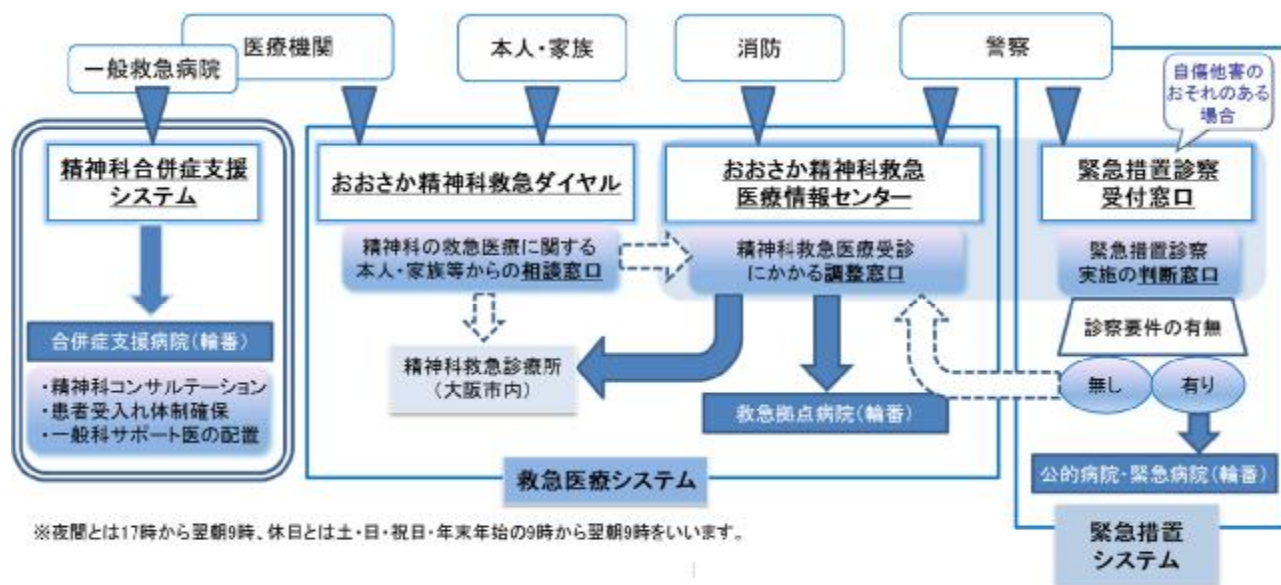 医療機関
一般救急病院
本人・家族
消防
警察
自傷他害の
おそれのある
場合
精神科合併症支援
システム
合併症支援病院(輪番)
・精神科コンサルテーション
・患者受入れ体制確保
・一般科サポート医の配置
おおさか精神科救急ダイヤル
精神科の救急医療に関する
本人・家族等からの相談窓口
精神科救急診療所
(大阪市内)
おおさか精神科救急
医療情報センター
精神科救急医療受診
にかかる調整窓口
救急拠点病院(輪番)
救急医療システム
緊急措置診察
受付窓口
緊急措置診察
実施の判断窓口
診察要件の有無
無し
有り
公的病院・緊急病院(輪番)
緊急措置
システム
※夜間とは17時から翌朝9時、休日とは土・日・祝日・年末年始の9時から翌朝9時をいいます。